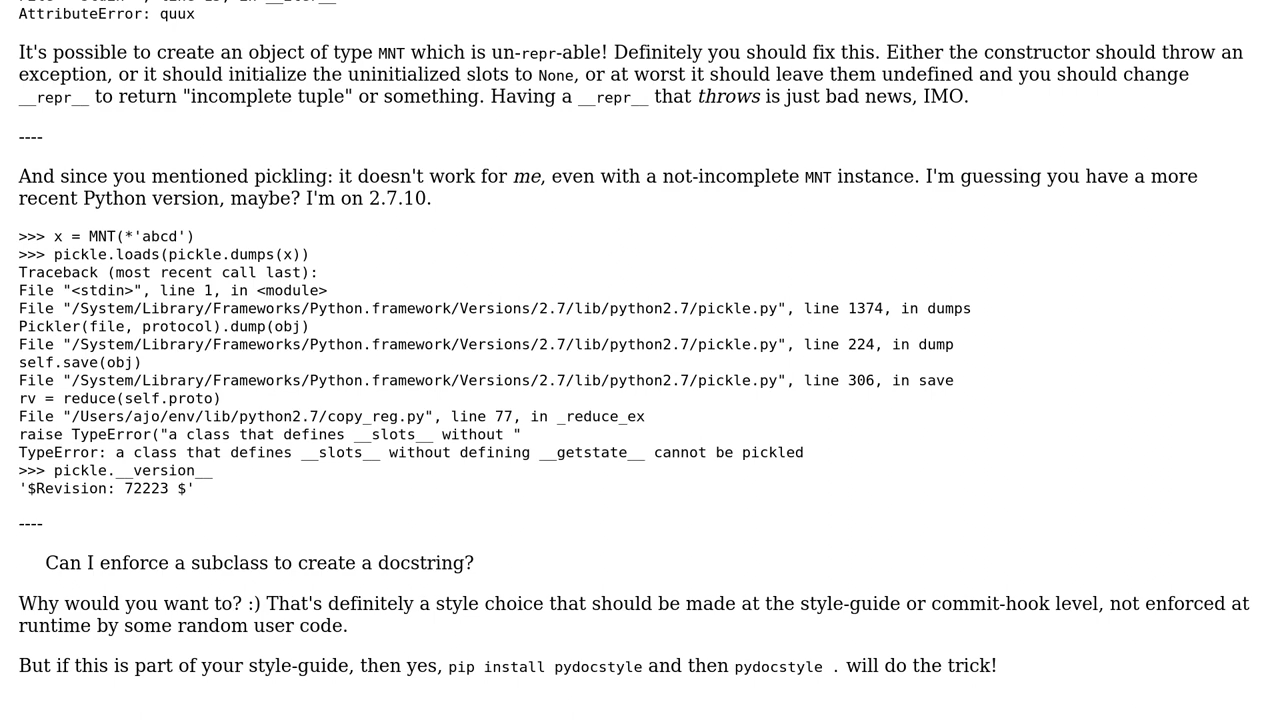 AttributeError: quux
It's possible to create an object of type MNT which is un-repr-able! Definitely you should fix this. Either the constructor should throw an
exception, or it should initialize the uninitialized slots to None, or at worst it should leave them undefined and you should change
__repr__ to return "incomplete tuple" or something. Having a __repr__ that throws is just bad news, IMO.
----
And since you mentioned pickling: it doesn't work for me, even with a not-incomplete MNT instance. I'm guessing you have a more
recent Python version, maybe? I'm on 2.7.10.
>>> x = MNT(*'abcd')
>>> pickle.loads(pickle.dumps(x))
Traceback (most recent call last):
File "<stdin>", line 1, in <module>
File "/System/Library/Frameworks/Python.framework/Versions/2.7/lib/python2.7/pickle.py", line 1374, in dumps
Pickler(file, protocol).dump(obj)
File "/System/Library/Frameworks/Python.framework/Versions/2.7/lib/python2.7/pickle.py", line 224, in dump
self.save(obj)
File "/System/Library/Frameworks/Python.framework/Versions/2.7/lib/python2.7/pickle.py", line 306, in save
rv = reduce(self.proto)
File "/Users/ajo/env/lib/python2.7/copy_reg.py", line 77, in _reduce_ex
raise TypeError("a class that defines __slots__ without "
TypeError: a class that defines __slots__ without defining __getstate__ cannot be pickled
>>> pickle.__version__
'$Revision: 72223 $'
----
Can I enforce a subclass to create a docstring?
Why would you want to? :) That's definitely a style choice that should be made at the style-guide or commit-hook level, not enforced at
runtime by some random user code.
But if this is part of your style-guide, then yes, pip install pydocstyle and then pydocstyle . will do the trick!